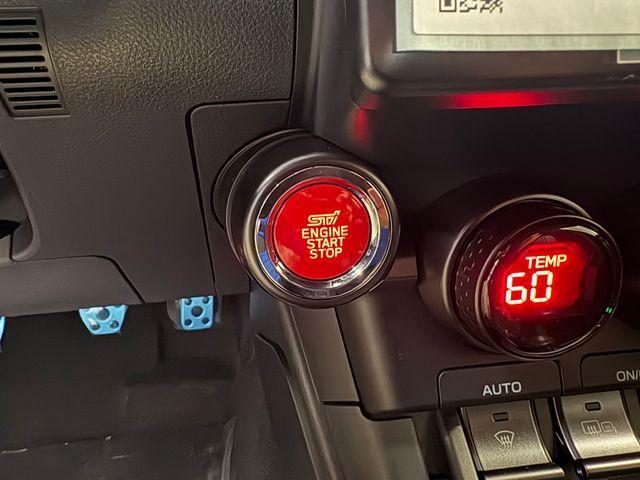 STI
ENGINE
START
STOP
TEMP
60
AUTO
ON/